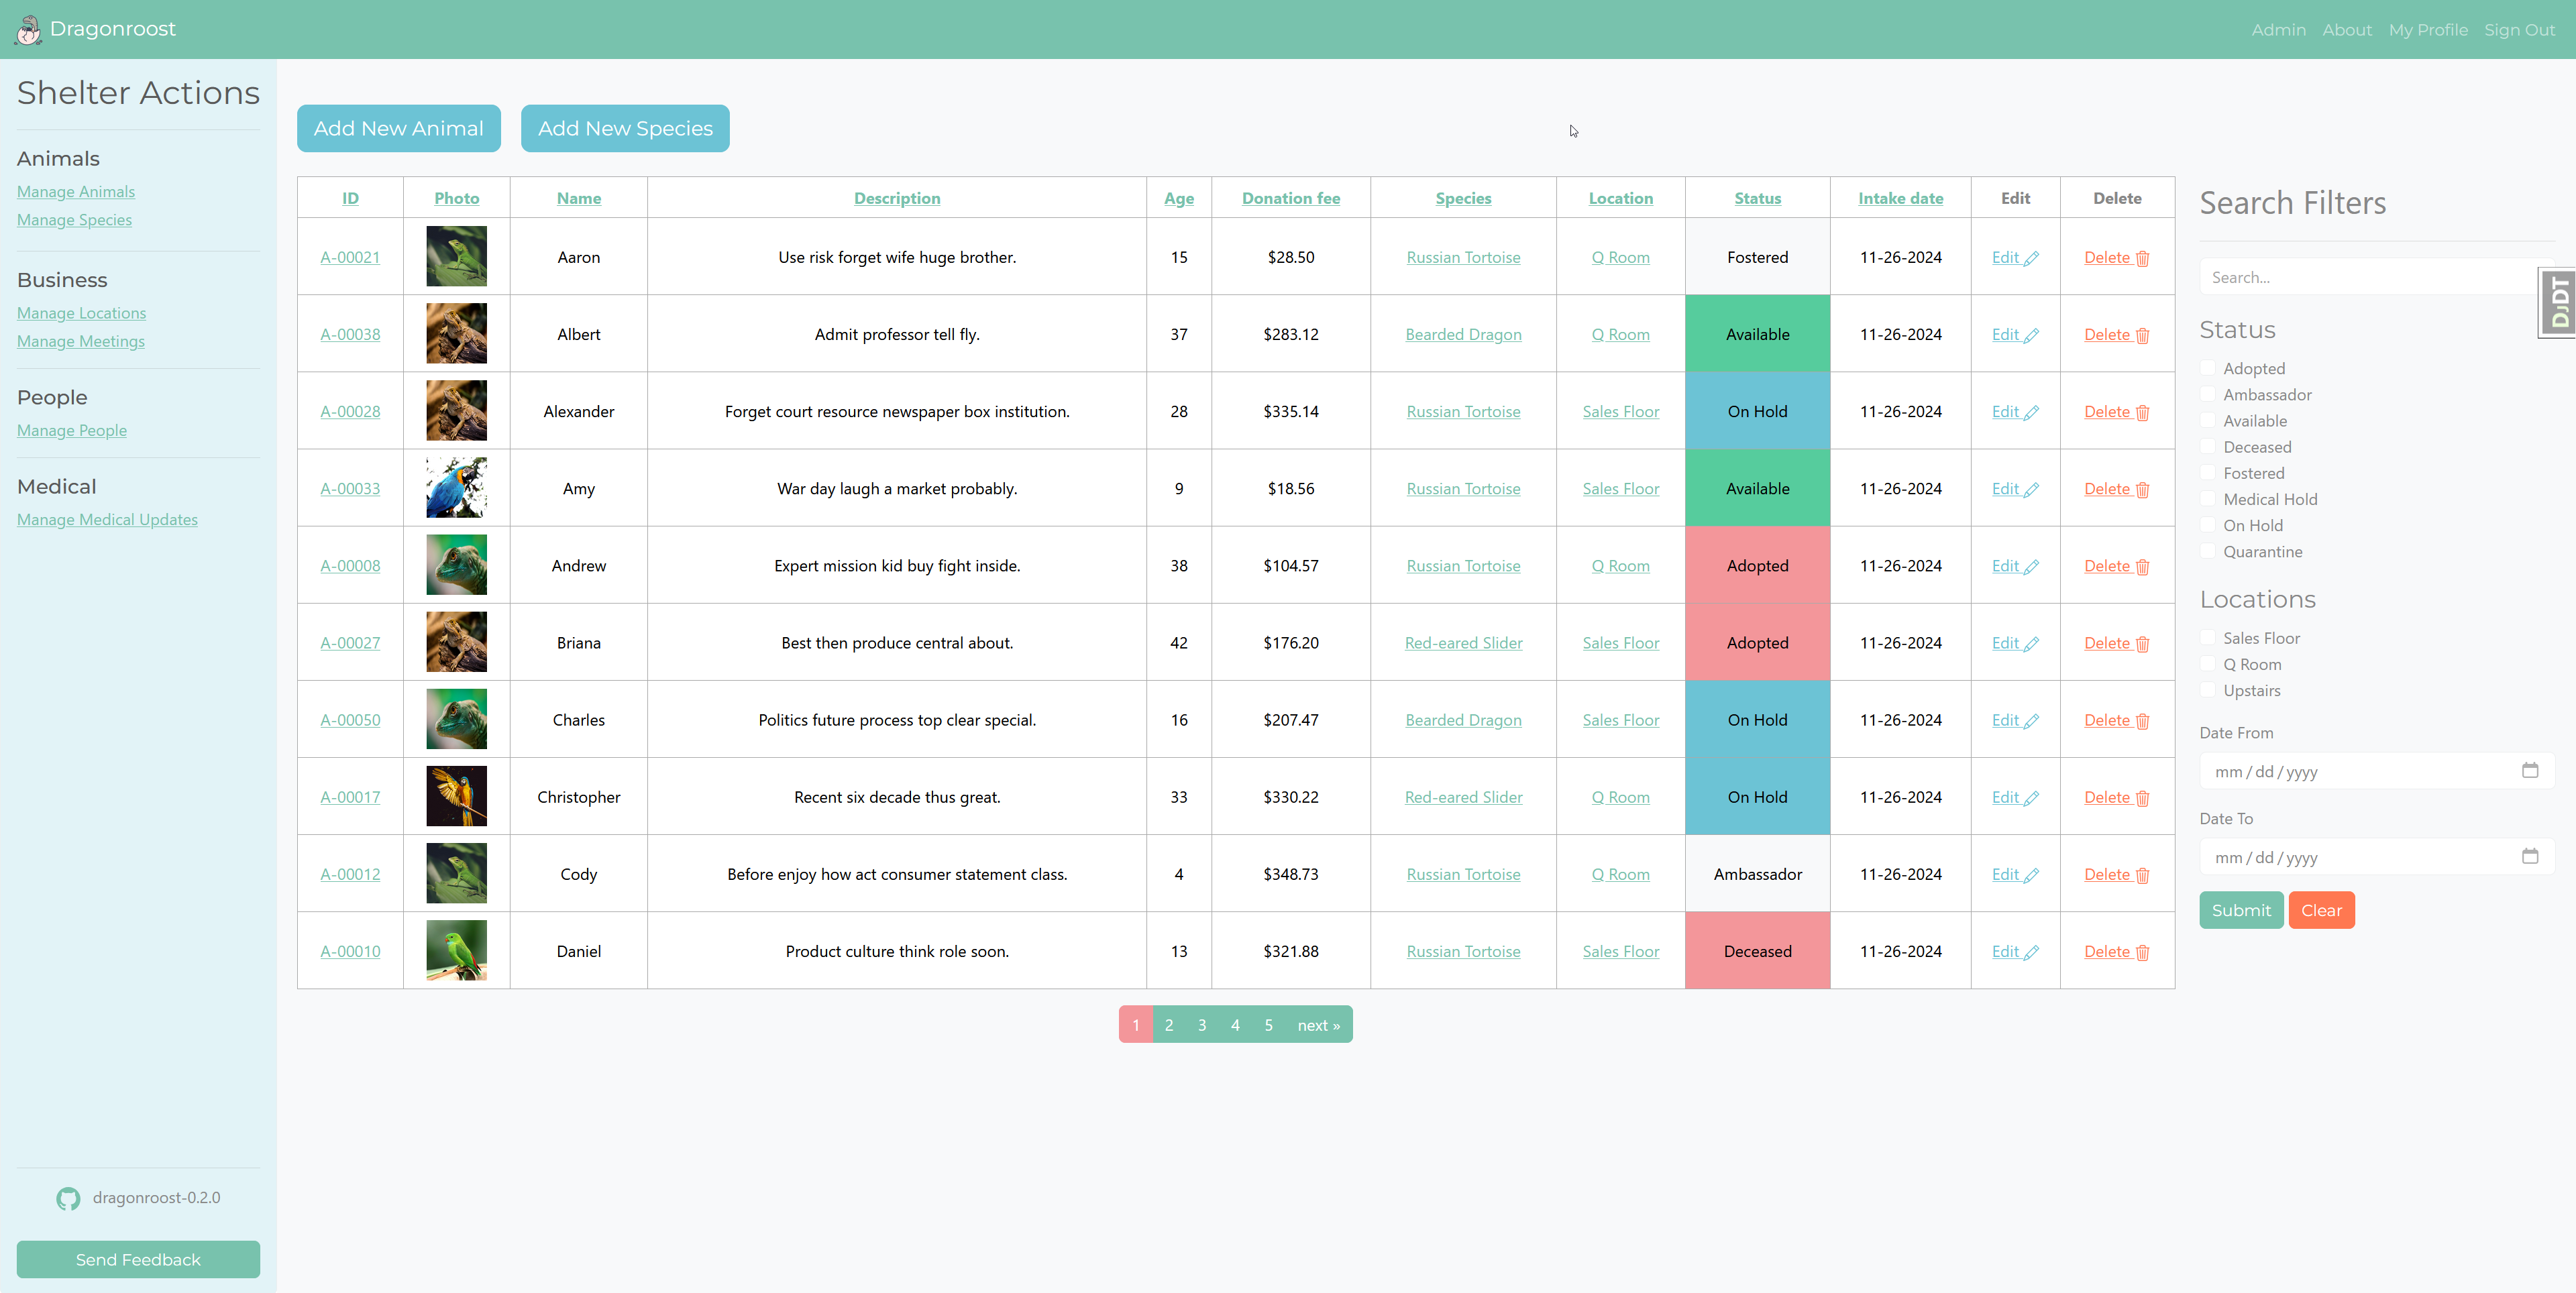 Dragonroost
Admin About My Profile Sign Out
Shelter Actions
Animals
Manage Animals
Manage Species
Business
Manage Locations
Manage Meetings
People
Manage People
Medical
Manage Medical Updates
dragonroost-0.2.0
Send Feedback
Add New Animal Add New Species
ID Photo Name Description Age Donation fee Species Location Status Intake date Edit Delete
A-00021 Aaron Use risk forget wife huge brother. 15 $28.50 Russian Tortoise Q Room Fostered 11-26-2024 Edit Delete
A-00038 Albert Admit professor tell fly. 37 $283.12 Bearded Dragon Q Room Available 11-26-2024 Edit Delete
A-00028 Alexander Forget court resource newspaper box institution. 28 $335.14 Russian Tortoise Sales Floor On Hold 11-26-2024 Edit Delete
A-00033 Amy War day laugh a market probably. 9 $18.56 Russian Tortoise Sales Floor Available 11-26-2024 Edit Delete
A-00008 Andrew Expert mission kid buy fight inside. 38 $104.57 Russian Tortoise Q Room Adopted 11-26-2024 Edit Delete
A-00027 Briana Best then produce central about. 42 $176.20 Red-eared Slider Sales Floor Adopted 11-26-2024 Edit Delete
A-00050 Charles Politics future process top clear special. 16 $207.47 Bearded Dragon Sales Floor On Hold 11-26-2024 Edit Delete
A-00017 Christopher Recent six decade thus great. 33 $330.22 Red-eared Slider Q Room On Hold 11-26-2024 Edit Delete
A-00012 Cody Before enjoy how act consumer statement class. 4 $348.73 Russian Tortoise Q Room Ambassador 11-26-2024 Edit Delete
A-00010 Daniel Product culture think role soon. 13 $321.88 Russian Tortoise Sales Floor Deceased 11-26-2024 Edit Delete
1 2 3 4 5 next »
Search Filters
Search...
DJDT
Status
Adopted
Ambassador
Available
Deceased
Fostered
Medical Hold
On Hold
Quarantine
Locations
Sales Floor
Q Room
Upstairs
Date From
mm/dd/yyyy
Date To
mm/dd/yyyy
Submit Clear